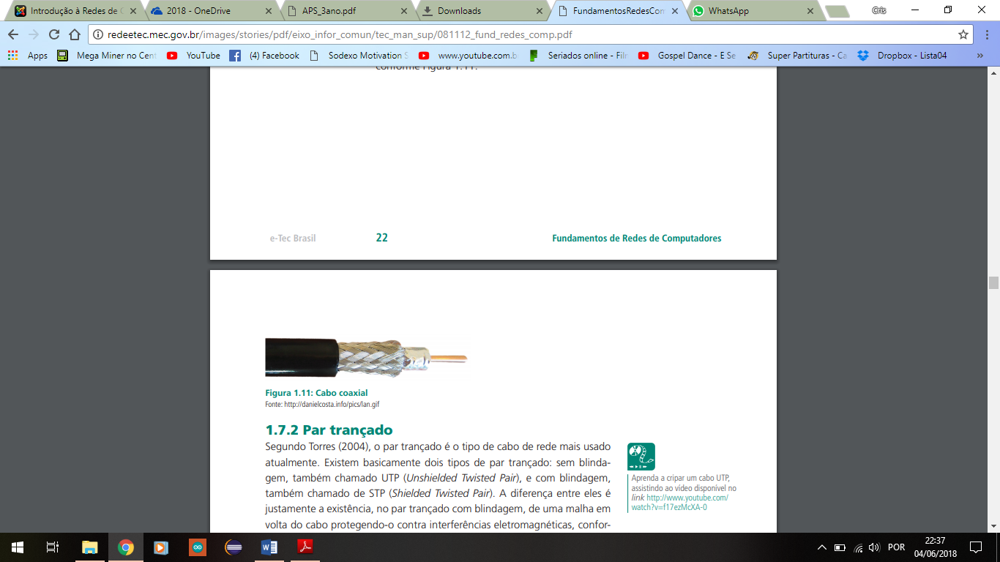 Introdução à Redes de C
2018 - OneDrive
APS_3ano.pdf
Downloads
FundamentosRedesCom
WhatsApp
Cris
redeetec.mec.gov.br/images/stories/pdf/eixo_infor_comun/tec_man_sup/081112_fund_redes_comp.pdf
Apps
Mega Miner no Cent
YouTube
(4) Facebook
Sodexo Motivation S
www.youtube.com.b
Seriados online - Film
Gospel Dance - E Se
Super Partituras - Ca
Dropbox - Lista04
»
conforme Figura 1.11.
e-Tec Brasil
22
Fundamentos de Redes de Computadores
Figura 1.11: Cabo coaxial
Fonte: http://danielcosta.info/pics/lan.gif
1.7.2 Par trançado
Segundo Torres (2004), o par trançado é o tipo de cabo de rede mais usado
atualmente. Existem basicamente dois tipos de par trançado: sem blinda-
gem, também chamado UTP (Unshielded Twisted Pair), e com blindagem,
também chamado de STP (Shielded Twisted Pair). A diferença entre eles é
justamente a existência, no par trançado com blindagem, de uma malha em
volta do cabo protegendo-o contra interferências eletromagnéticas, confor-
Aprenda a cripar um cabo UTP,
assistindo ao vídeo disponível no
link http://www.youtube.com/
watch?v=f17ezMcXA-0
POR
22:37
04/06/2018